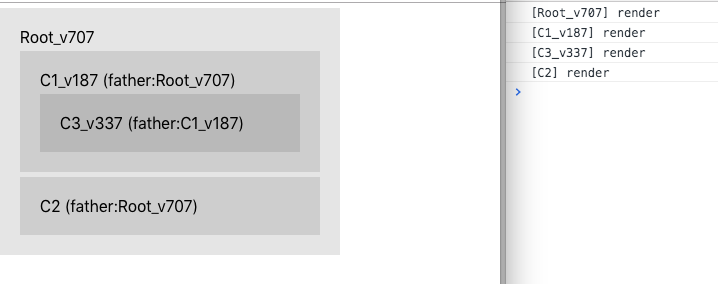 Root_v707
C1_v187 (father:Root_v707)
C3_v337 (father:C1_v187)
C2 (father:Root_v707)
[Root_v707] render
[C1_v187] render
[C3_v337] render
[C2] render